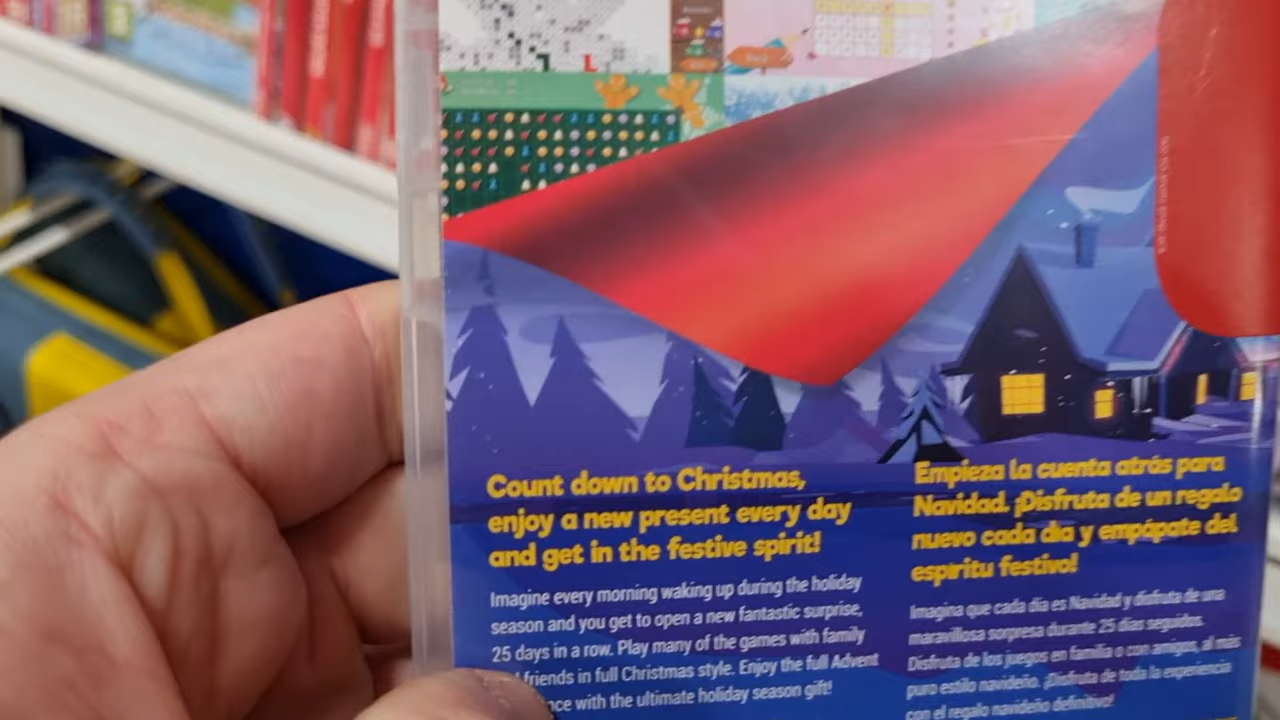 Count down to Christmas,
enjoy a new present every day
and get in the festive spirit!
Imagine every morning waking up during the holiday
season and you get to open a new fantastic surprise,
25 days in a row. Play many of the games with family
friends in full Christmas style. Enjoy the full Advent
with the ultimate holiday season gift!
Empieza la cuenta atrás para
Navidad. ¡Disfruta de un regalo
nuevo cada día y empápate del
espíritu festivo!
Imagina que cada día es Navidad y disfruta de una
maravillosa sorpresa durante 25 días seguidos.
Disfruta de los juegos en familia o con amigos, al más
puro estilo navideño. ¡Disfruta de toda la experiencia
con el regalo navideño definitivo!